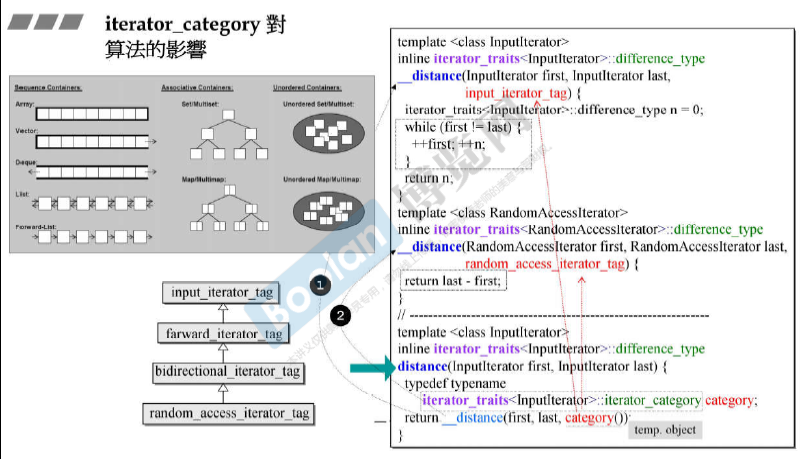 iterator_category 對
算法的影響
Sequence Containers:
Array:
Vector:
Deque:
List:
Forward-List:
Associative Containers:
Set/Multiset:
Map/Multimap:
Unordered Containers:
Unordered Set/Multiset:
Unordered Map/Multimap:
input_iterator_tag
farward_iterator_tag
bidirectional_iterator_tag
random_access_iterator_tag
1
2
template <class InputIterator>
inline iterator_traits<InputIterator>::difference_type
__distance(InputIterator first, InputIterator last,
input_iterator_tag) {
iterator_traits<InputIterator>::difference_type n = 0;
while (first != last) {
++first; ++n;
}
return n;
}
template <class RandomAccessIterator>
inline iterator_traits<RandomAccessIterator>::difference_type
__distance(RandomAccessIterator first, RandomAccessIterator last,
random_access_iterator_tag) {
return last - first;
}
// ---------------------------------------------------------------
template <class InputIterator>
inline iterator_traits<InputIterator>::difference_type
distance(InputIterator first, InputIterator last) {
typedef typename
iterator_traits<InputIterator>::iterator_category category;
return __distance(first, last, category());
}
temp. object
Boolan
博览网